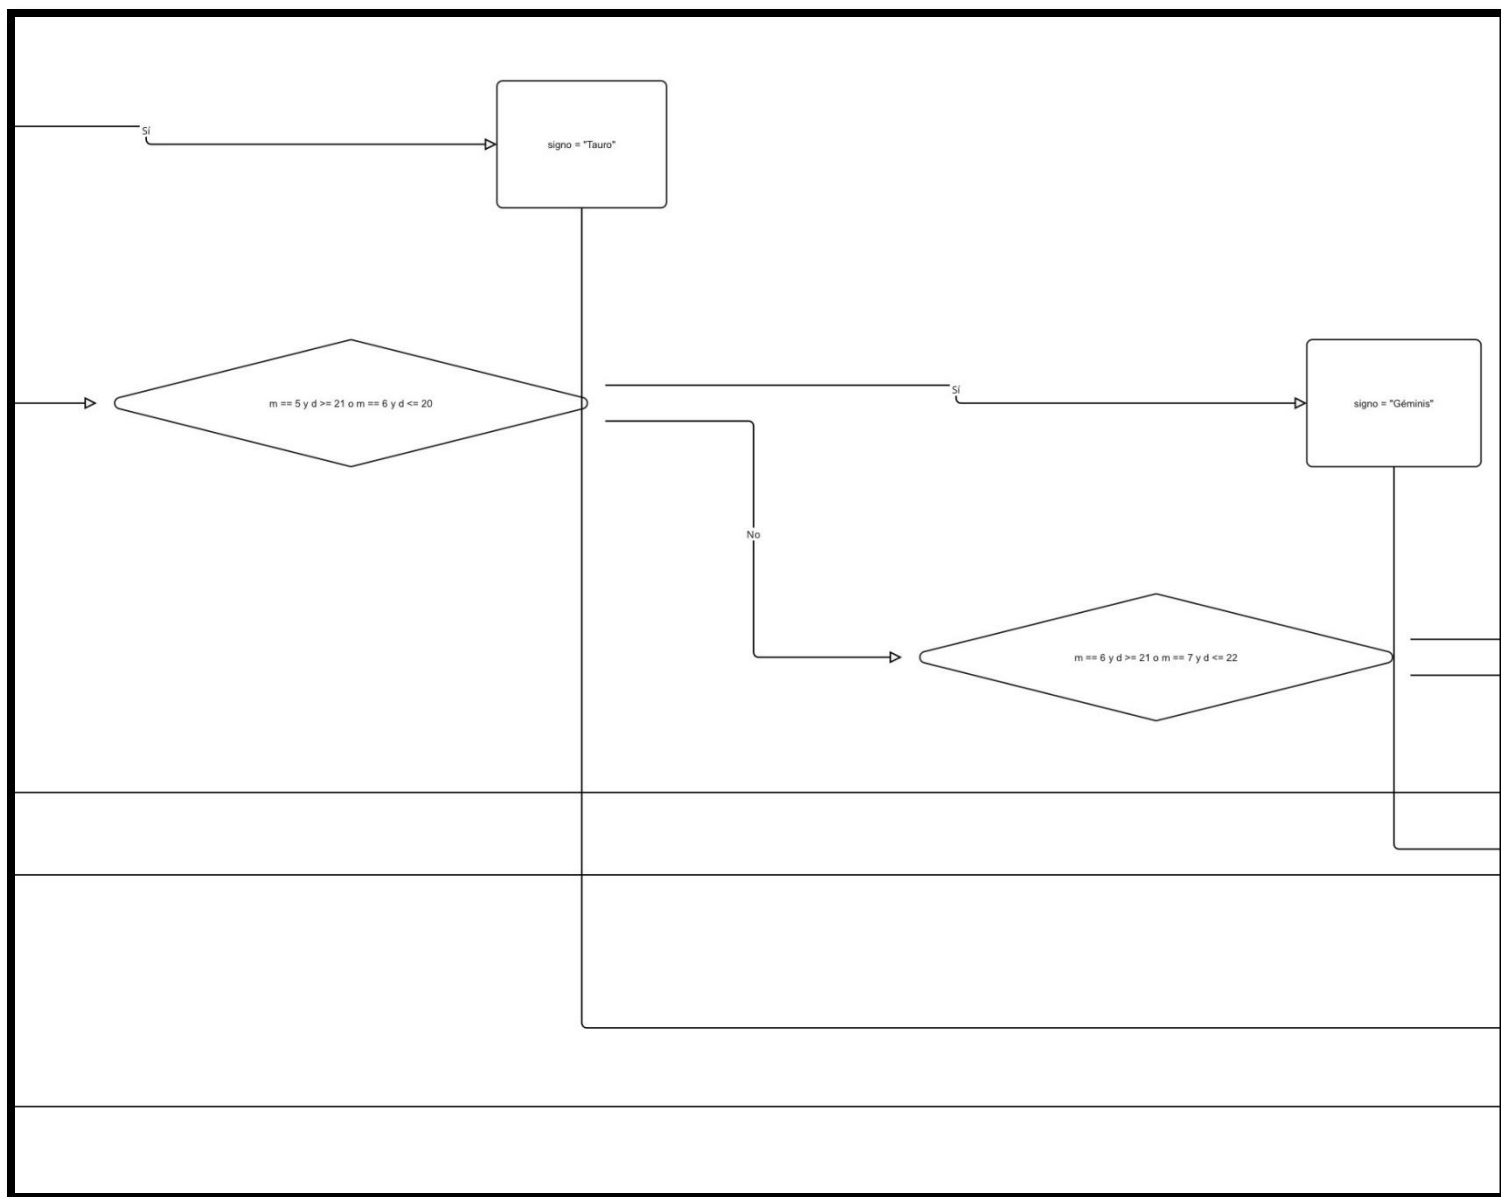 Sí
signo = "Tauro"
m == 5 y d >= 21 o m == 6 y d <= 20
Sí
signo = "Géminis"
No
m == 6 y d >= 21 o m == 7 y d <= 22